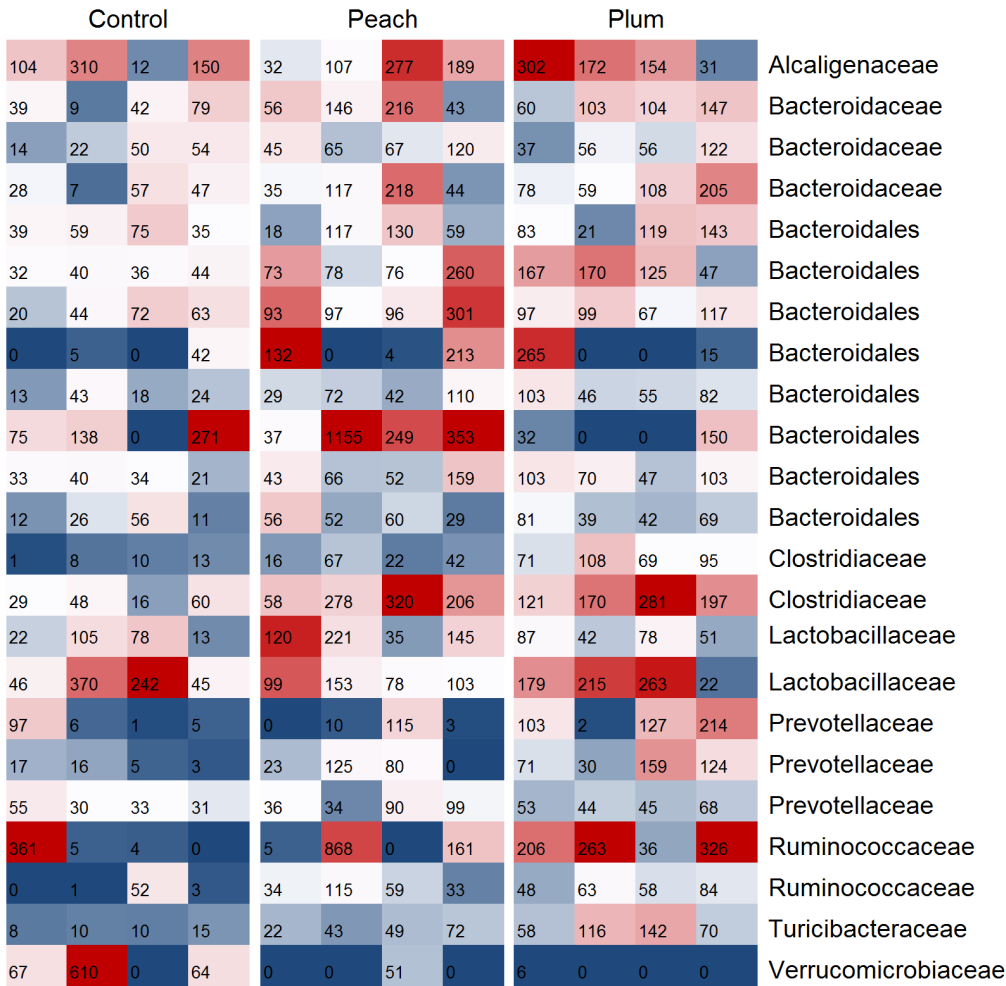 Control Peach Plum
104 310 12 150 32 107 277 189 302 172 154 31 Alcaligenaceae
39 9 42 79 56 146 216 43 60 103 104 147 Bacteroidaceae
14 22 50 54 45 65 67 120 37 56 56 122 Bacteroidaceae
28 7 57 47 35 117 218 44 78 59 108 205 Bacteroidaceae
39 59 75 35 18 117 130 59 83 21 119 143 Bacteroidales
32 40 36 44 73 78 76 260 167 170 125 47 Bacteroidales
20 44 72 63 93 97 96 301 97 99 67 117 Bacteroidales
0 5 0 42 132 0 4 213 265 0 0 15 Bacteroidales
13 43 18 24 29 72 42 110 103 46 55 82 Bacteroidales
75 138 0 271 37 1155 249 353 32 0 0 150 Bacteroidales
33 40 34 21 43 66 52 159 103 70 47 103 Bacteroidales
12 26 56 11 56 52 60 29 81 39 42 69 Bacteroidales
1 8 10 13 16 67 22 42 71 108 69 95 Clostridiaceae
29 48 16 60 58 278 320 206 121 170 281 197 Clostridiaceae
22 105 78 13 120 221 35 145 87 42 78 51 Lactobacillaceae
46 370 242 45 99 153 78 103 179 215 263 22 Lactobacillaceae
97 6 1 5 0 10 115 3 103 2 127 214 Prevotellaceae
17 16 5 3 23 125 80 0 71 30 159 124 Prevotellaceae
55 30 33 31 36 34 90 99 53 44 45 68 Prevotellaceae
361 5 4 0 5 868 0 161 206 263 36 326 Ruminococcaceae
0 1 52 3 34 115 59 33 48 63 58 84 Ruminococcaceae
8 10 10 15 22 43 49 72 58 116 142 70 Turicibacteraceae
67 610 0 64 0 0 51 0 6 0 0 0 Verrucomicrobiaceae